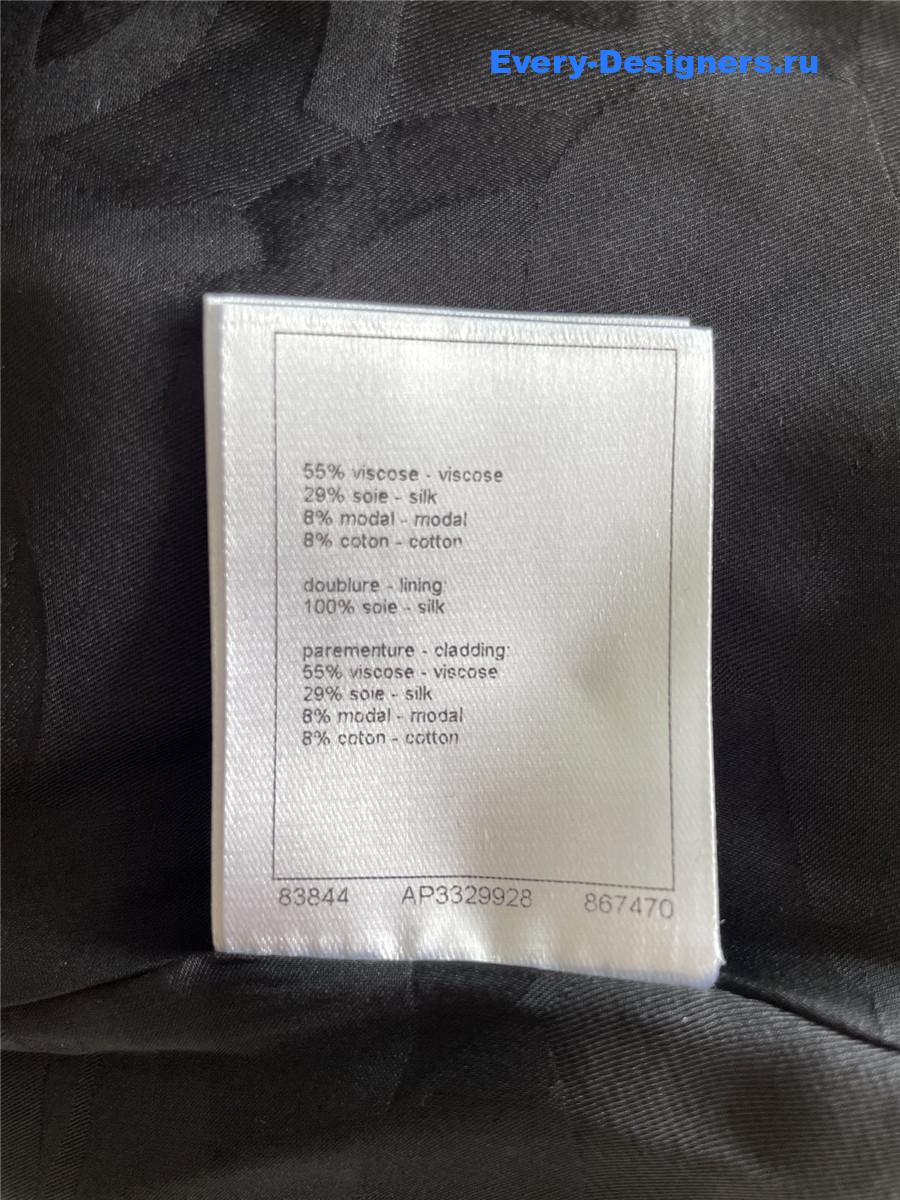 Every-Designers.ru
55% viscose - viscose
29% soie - silk
8% modal - modal
8% coton - cotton
doublure - lining:
100% soie - silk
parementure - cladding:
55% viscose - viscose
29% soie - silk
8% modal - modal
8% coton - cotton
83844 AP3329928 867470